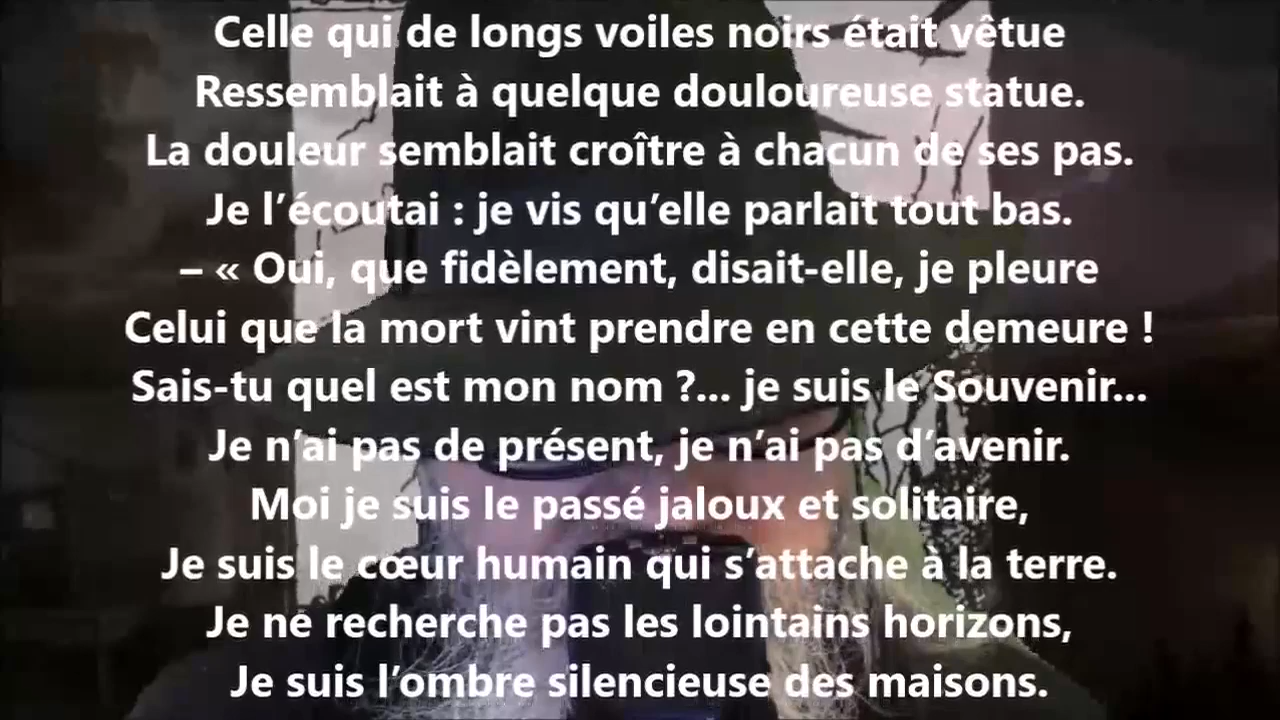 Celle qui de longs voiles noirs était vêtue
Ressemblait à quelque douloureuse statue.
La douleur semblait croître à chacun de ses pas.
Je l’écoutai : je vis qu’elle parlait tout bas.
– « Oui, que fidèlement, disait-elle, je pleure
Celui que la mort vint prendre en cette demeure !
Sais-tu quel est mon nom ?... je suis le Souvenir...
Je n’ai pas de présent, je n’ai pas d’avenir.
Moi je suis le passé jaloux et solitaire,
Je suis le cœur humain qui s’attache à la terre.
Je ne recherche pas les lointains horizons,
Je suis l’ombre silencieuse des maisons.